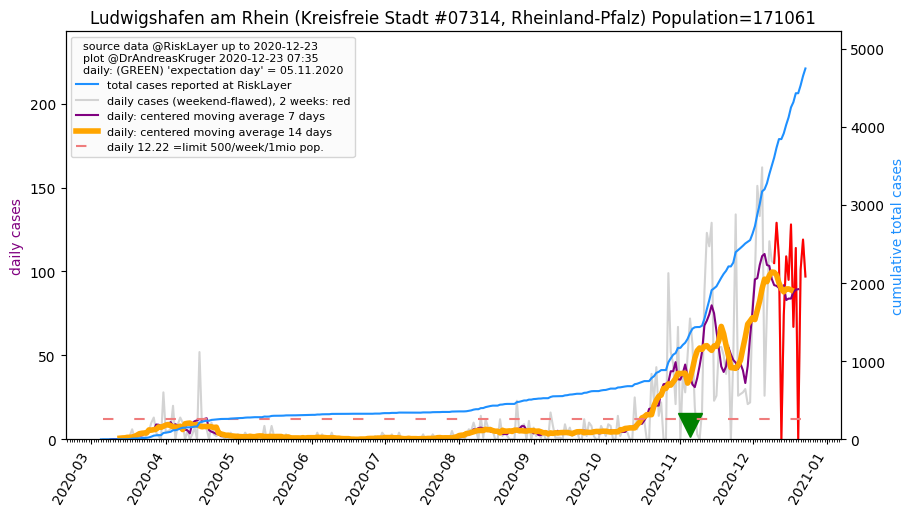 Ludwigshafen am Rhein (Kreisfreie Stadt #07314, Rheinland-Pfalz) Population=171061
source data @RiskLayer up to 2020-12-23
plot @DrAndreasKruger 2020-12-23 07:35
daily: (GREEN) 'expectation day' = 05.11.2020
total cases reported at RiskLayer
daily cases (weekend-flawed), 2 weeks: red
daily: centered moving average 7 days
daily: centered moving average 14 days
daily 12.22 =limit 500/week/1mio pop.
daily cases
200
150
100
50
0
cumulative total cases
5000
4000
3000
2000
1000
0
2020-03
2020-04
2020-05
2020-06
2020-07
2020-08
2020-09
2020-10
2020-11
2020-12
2021-01